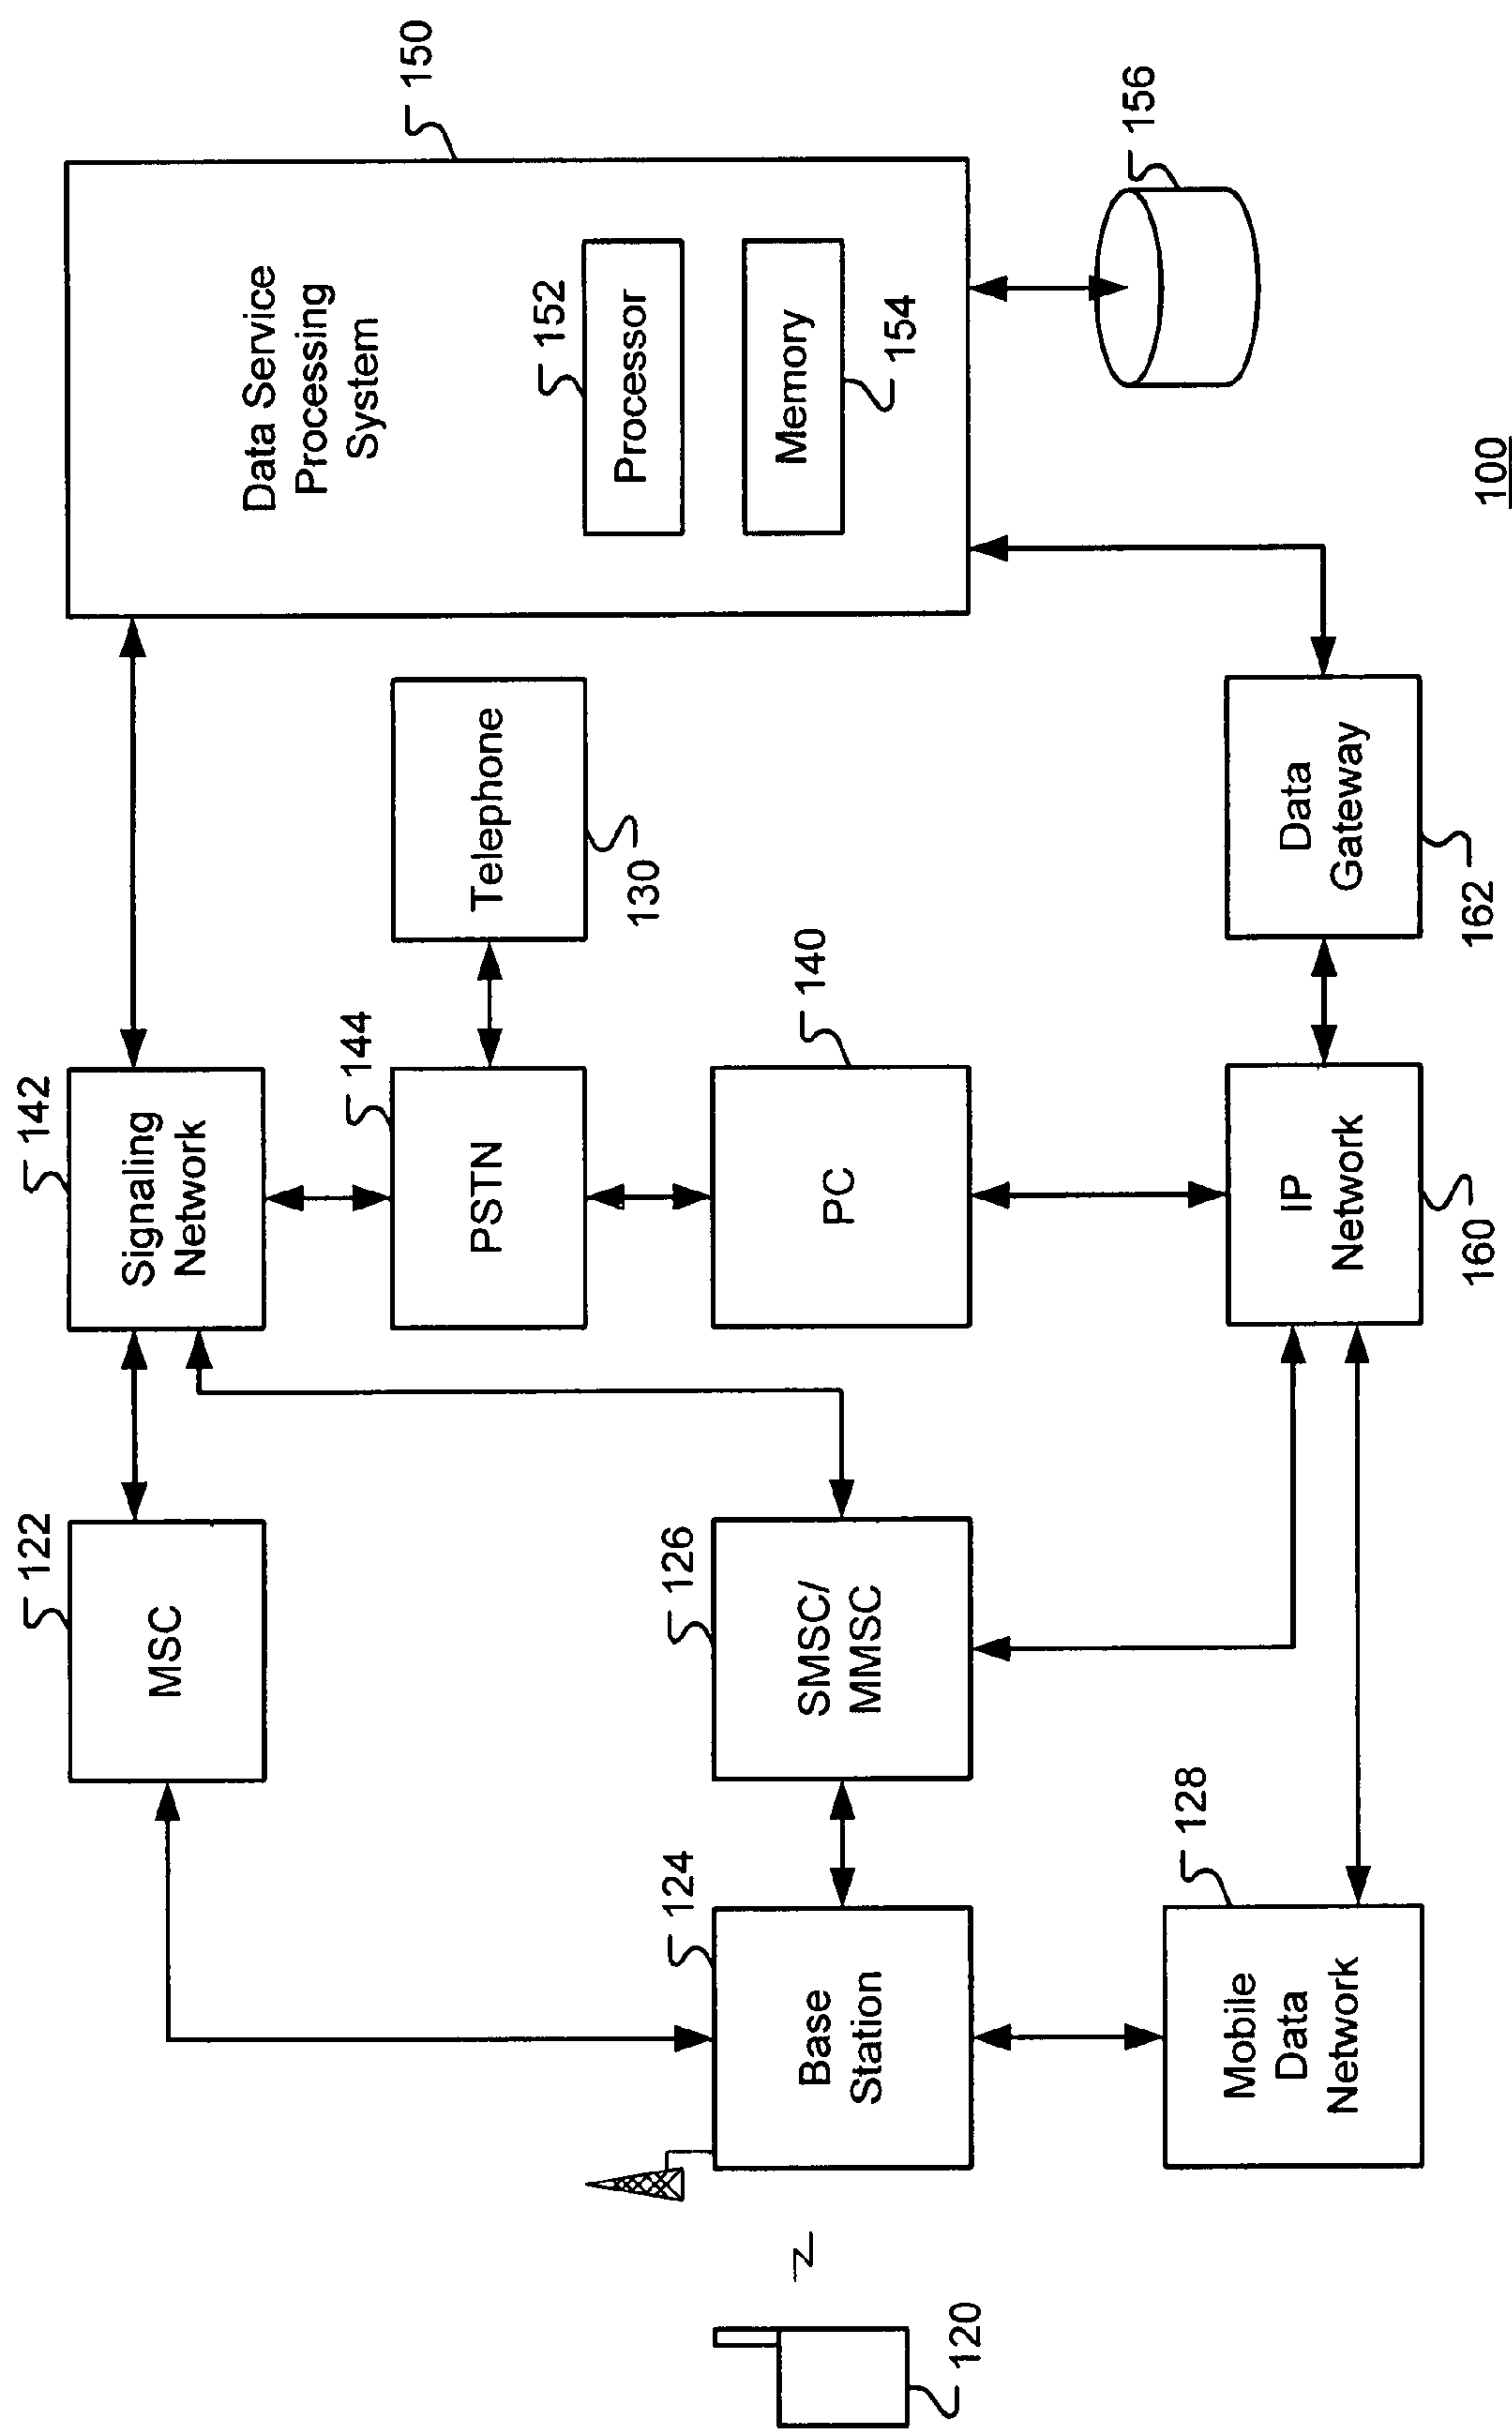 142
Signaling
Network
122
MSC
150
Data Service
Processing
System
152
Processor
Memory
154
144
PSTN
Telephone
130
140
PC
126
SMSC/
MMSC
124
Base
Station
120
128
Mobile
Data
Network
IP
Network
160
Data
Gateway
162
156
100